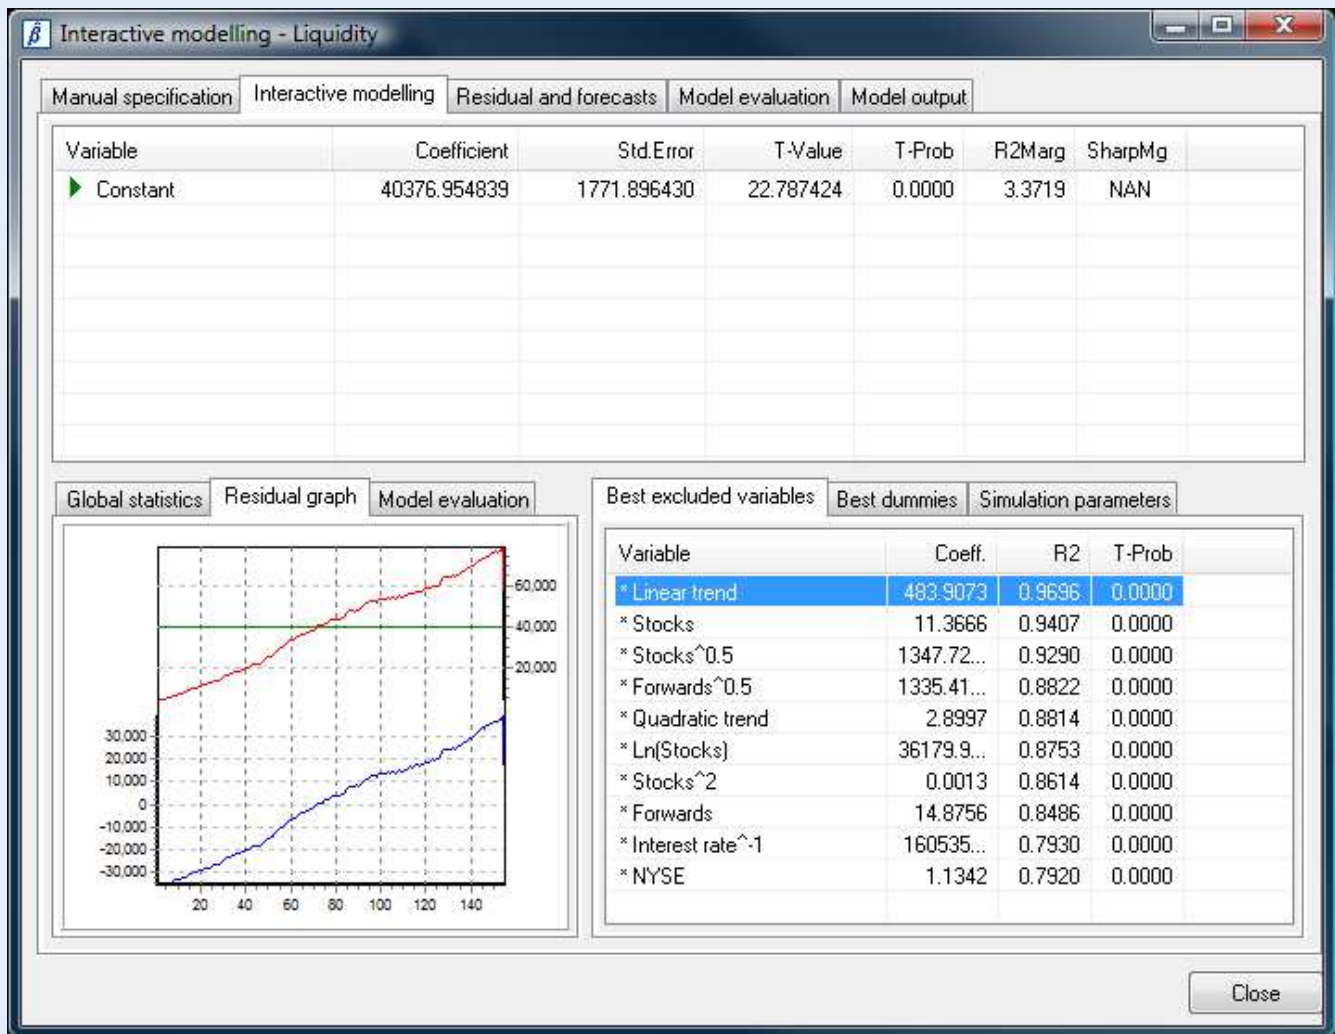 β̂ Interactive modelling - Liquidity
Manual specification Interactive modelling Residual and forecasts Model evaluation Model output
Variable Coefficient Std.Error T-Value T-Prob R2Marg SharpMg
Constant 40376.954839 1771.896430 22.787424 0.0000 3.3719 NAN
Global statistics Residual graph Model evaluation
60,000
40,000
20,000
30.000
20.000
10.000
0
-10.000
-20.000
-30.000
20 40 60 80 100 120 140
Best excluded variables Best dummies Simulation parameters
Variable Coeff. R2 T-Prob
* Linear trend 483.9073 0.9696 0.0000
* Stocks 11.3666 0.9407 0.0000
* Stocks^0.5 1347.72... 0.9290 0.0000
* Forwards^0.5 1335.41... 0.8822 0.0000
* Quadratic trend 2.8997 0.8814 0.0000
* Ln(Stocks) 36179.9... 0.8753 0.0000
* Stocks^2 0.0013 0.8614 0.0000
* Forwards 14.8756 0.8486 0.0000
* Interest rate^-1 160535... 0.7930 0.0000
* NYSE 1.1342 0.7920 0.0000
Close